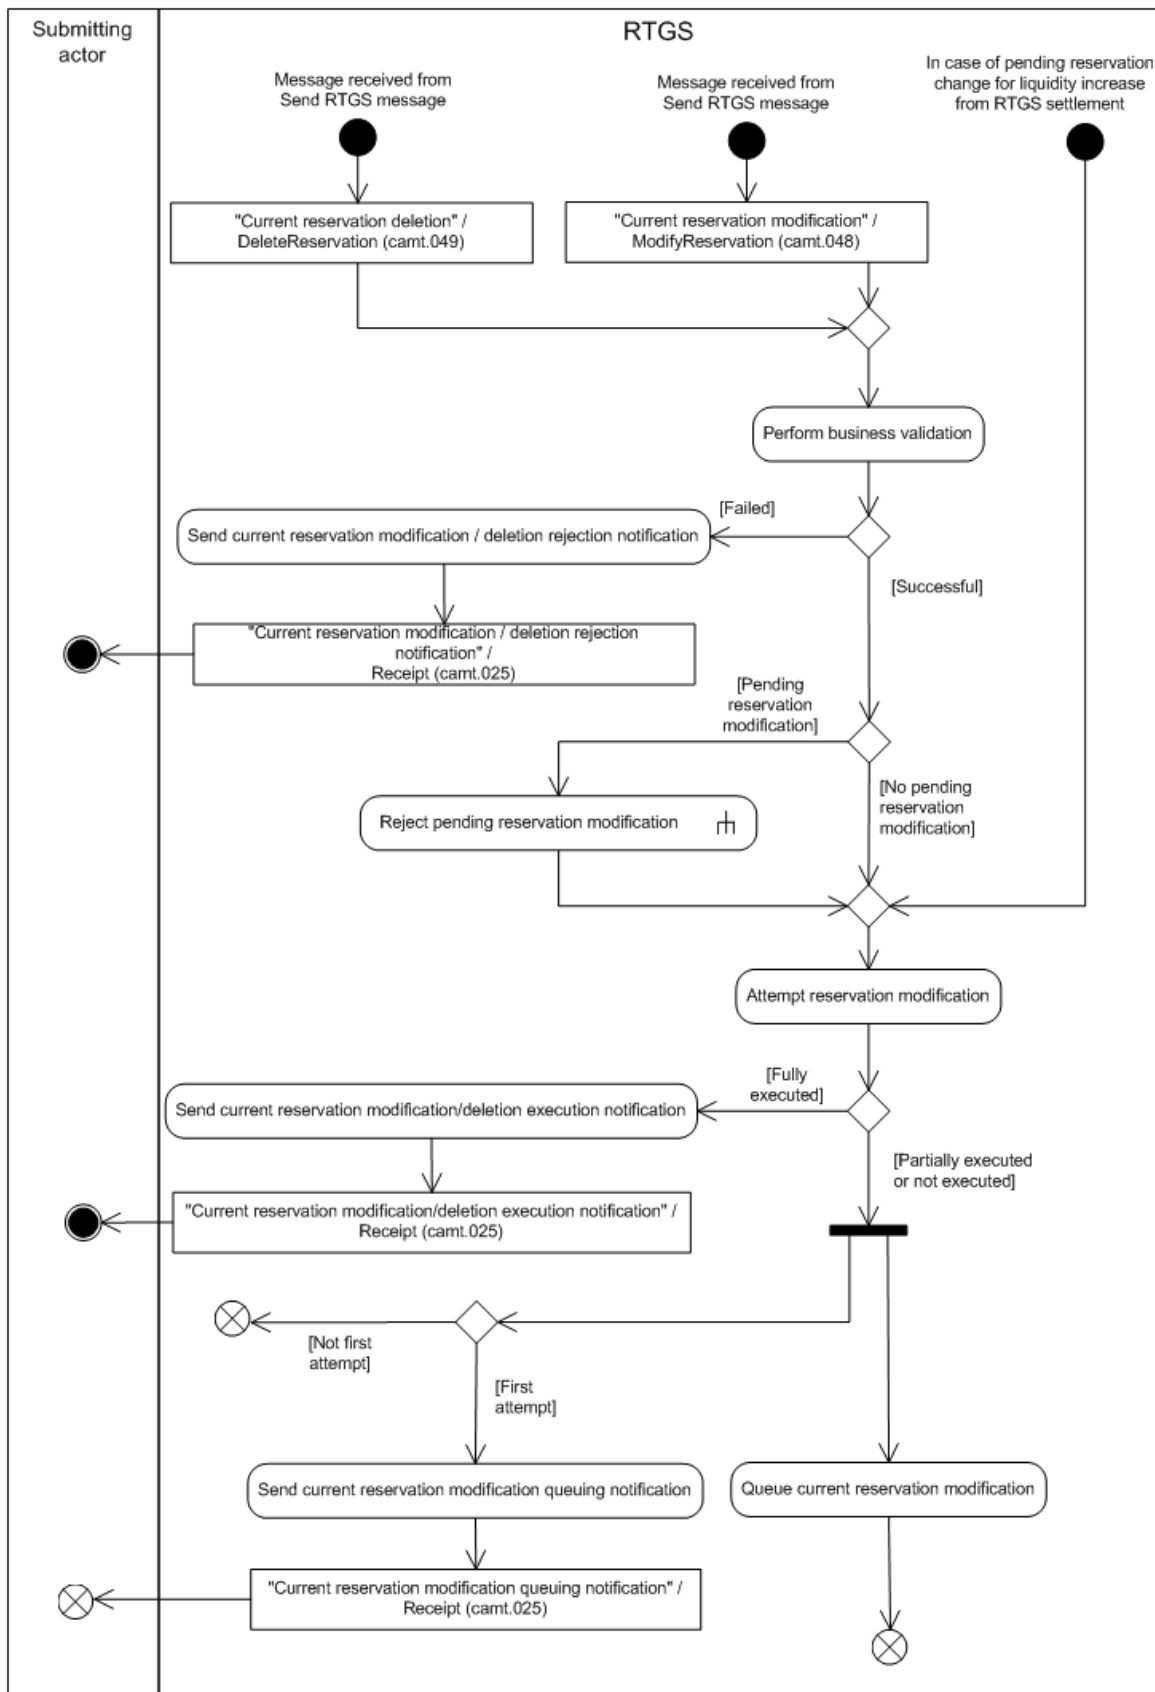 Submitting
actor
RTGS
Message received from
Send RTGS message
Message received from
Send RTGS message
In case of pending reservation
change for liquidity increase
from RTGS settlement
"Current reservation deletion" /
DeleteReservation (camt.049)
"Current reservation modification" /
ModifyReservation (camt.048)
Perform business validation
[Failed]
Send current reservation modification / deletion rejection notification
[Successful]
"Current reservation modification / deletion rejection
notification" /
Receipt (camt.025)
[Pending
reservation
modification]
[No pending
reservation
modification]
Reject pending reservation modification
Attempt reservation modification
[Fully
executed]
Send current reservation modification/deletion execution notification
[Partially executed
or not executed]
"Current reservation modification/deletion execution notification" /
Receipt (camt.025)
[Not first
attempt]
[First
attempt]
Send current reservation modification queuing notification
Queue current reservation modification
"Current reservation modification queuing notification" /
Receipt (camt.025)